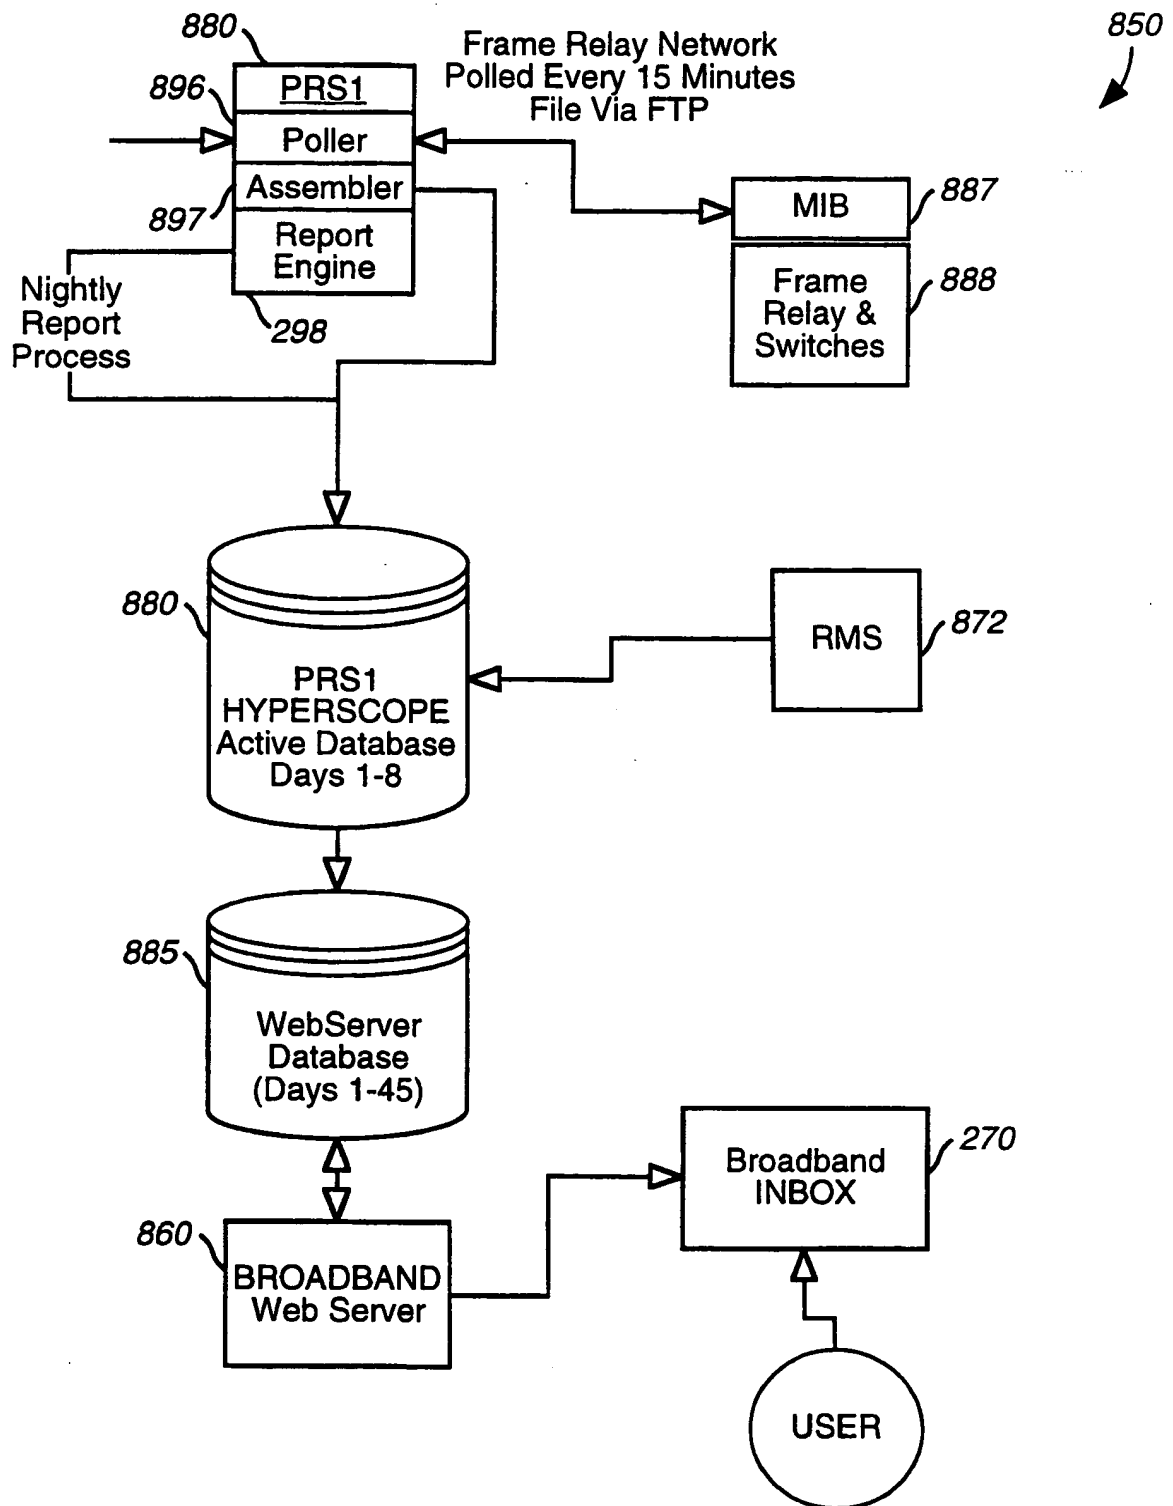 850
880
Frame Relay Network
Polled Every 15 Minutes
File Via FTP
PRS1
896
Poller
Assembler
897
Report
Engine
298
MIB
887
Frame
Relay &
Switches
888
Nightly
Report
Process
880
PRS1
HYPERSCOPE
Active Database
Days 1-8
RMS
872
885
WebServer
Database
(Days 1-45)
860
BROADBAND
Web Server
Broadband
INBOX
270
USER